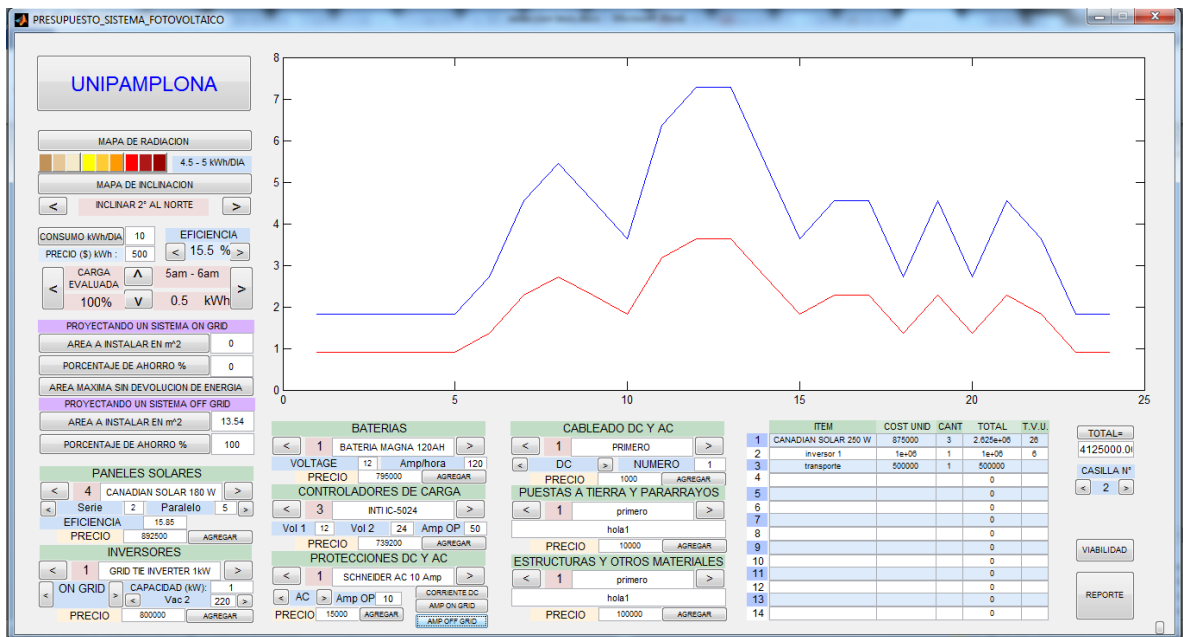 PRESUPUESTO_SISTEMA_FOTOVOLTAICO
UNIPAMPLONA
MAPA DE RADIACION
4.5 - 5 kWh/DIA
MAPA DE INCLINACION
< INCLINAR 2° AL NORTE >
CONSUMO kWh/DIA 10
PRECIO ($) kWh : 500
EFICIENCIA
< 15.5 % >
<
CARGA EVALUADA
100%
^
V
5am - 6am
0.5 kWh
>
PROYECTANDO UN SISTEMA ON GRID
AREA A INSTALAR EN m^2 0
PORCENTAJE DE AHORRO % 0
AREA MAXIMA SIN DEVOLUCION DE ENERGIA
PROYECTANDO UN SISTEMA OFF GRID
AREA A INSTALAR EN m^2 13.54
PORCENTAJE DE AHORRO % 100
PANELES SOLARES
< 4 CANADIAN SOLAR 180 W >
< Serie 2 Paralelo 5 >
EFICIENCIA 15.85
PRECIO 892500 AGREGAR
INVERSORES
< 1 GRID TIE INVERTER 1kW >
< ON GRID > CAPACIDAD (kW): 1
< Vac 2 220 >
PRECIO 800000 AGREGAR
8
7
6
5
4
3
2
1
0
0 5 10 15 20 25
BATERIAS
< 1 BATERIA MAGNA 120AH >
VOLTAGE 12 Amp/hora 120
PRECIO 795000 AGREGAR
CONTROLADORES DE CARGA
< 3 INTI IC-5024 >
Vol 1 12 Vol 2 24 Amp OP 50
PRECIO 739200 AGREGAR
PROTECCIONES DC Y AC
< 1 SCHNEIDER AC 10 Amp >
< AC > Amp OP 10
PRECIO 15000 AGREGAR
CORRIENTE DC
AMP ON GRID
AMP OFF GRID
CABLEADO DC Y AC
< 1 PRIMERO >
< DC > NUMERO 1
PRECIO 1000 AGREGAR
PUESTAS A TIERRA Y PARARRAYOS
< 1 primero >
hola1
PRECIO 10000 AGREGAR
ESTRUCTURAS Y OTROS MATERIALES
< 1 primero >
hola1
PRECIO 100000 AGREGAR
ITEM COST UNID CANT TOTAL T.V.U.
1 CANADIAN SOLAR 250 W 875000 3 2.625e+06 26
2 inversor 1 1e+06 1 1e+06 6
3 transporte 500000 1 500000
4 0
5 0
6 0
7 0
8 0
9 0
10 0
11 0
12 0
13 0
14 0
TOTAL=
CASILLA N°
< 2 >
VIABILIDAD
REPORTE